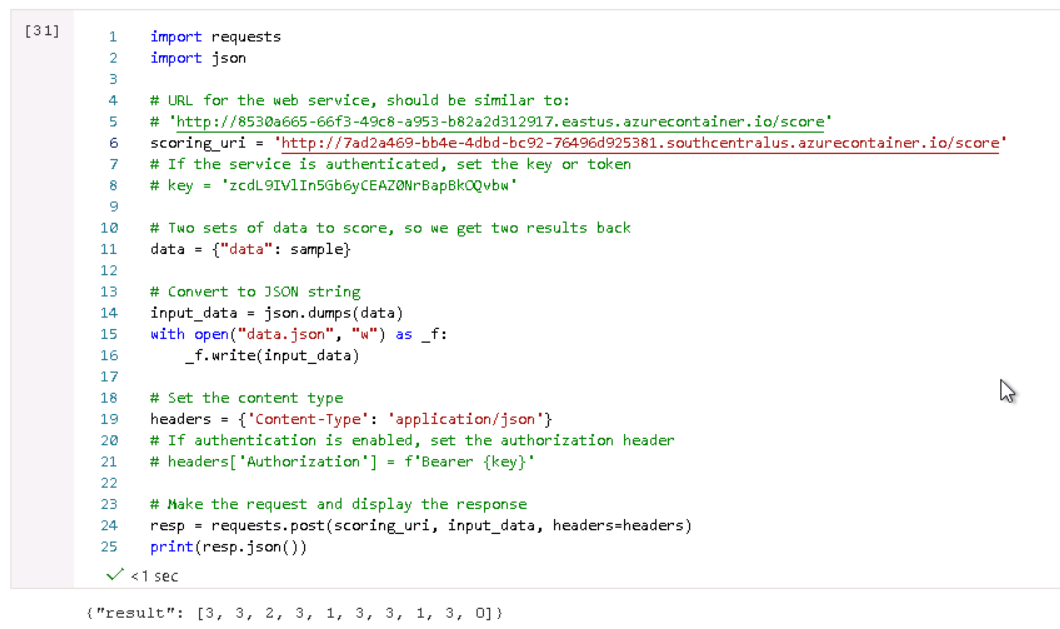 [31]
1 import requests
2 import json
3
4 # URL for the web service, should be similar to:
5 # 'http://8530a665-66f3-49c8-a953-b82a2d312917.eastus.azurecontainer.io/score'
6 scoring_uri = 'http://7ad2a469-bb4e-4dbd-bc92-76496d925381.southcentralus.azurecontainer.io/score'
7 # If the service is authenticated, set the key or token
8 # key = 'zcdL9IVlIn5Gb6yCEAZ0NrBapBkOQvbw'
9
10 # Two sets of data to score, so we get two results back
11 data = {"data": sample}
12
13 # Convert to JSON string
14 input_data = json.dumps(data)
15 with open("data.json", "w") as _f:
16     _f.write(input_data)
17
18 # Set the content type
19 headers = {'Content-Type': 'application/json'}
20 # If authentication is enabled, set the authorization header
21 # headers['Authorization'] = f'Bearer {key}'
22
23 # Make the request and display the response
24 resp = requests.post(scoring_uri, input_data, headers=headers)
25 print(resp.json())
<1 sec
{"result": [3, 3, 2, 3, 1, 3, 3, 1, 3, 0]}